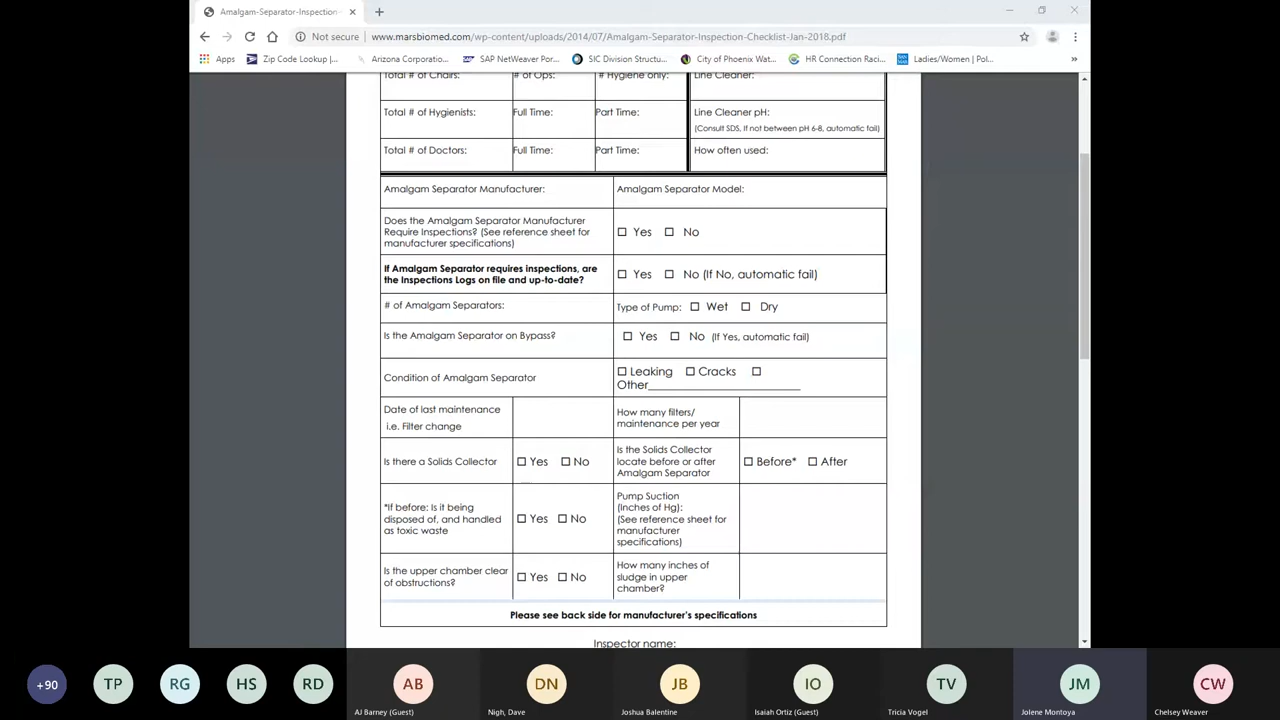 Amalgam-Separator-Inspection
Not secure
www.marsbiomed.com/wp-content/uploads/2014/07/Amalgam-Separator-Inspection-Checklist-Jan-2018.pdf
Apps Zip Code Lookup |... Arizona Corporatio... SAP NetWeaver Por... SIC Division Structu... City of Phoenix Wat... HR Connection Raci... Ladies/Women | Pol... »
Total # of Chairs: # of Ops: # Hygiene only: Line Cleaner:
Total # of Hygienists: Full Time: Part Time: Line Cleaner pH:
(Consult SDS, If not between pH 6-8, automatic fail)
Total # of Doctors: Full Time: Part Time: How often used:
Amalgam Separator Manufacturer: Amalgam Separator Model:
Does the Amalgam Separator Manufacturer
Require Inspections? (See reference sheet for
manufacturer specifications)
☐ Yes ☐ No
If Amalgam Separator requires inspections, are
the Inspections Logs on file and up-to-date?
☐ Yes ☐ No (If No, automatic fail)
# of Amalgam Separators: Type of Pump: ☐ Wet ☐ Dry
Is the Amalgam Separator on Bypass? ☐ Yes ☐ No (If Yes, automatic fail)
Condition of Amalgam Separator
☐ Leaking ☐ Cracks ☐
Other______________________
Date of last maintenance
i.e. Filter change
How many filters/
maintenance per year
Is there a Solids Collector ☐ Yes ☐ No
Is the Solids Collector
locate before or after
Amalgam Separator
☐ Before* ☐ After
*If before: Is it being
disposed of, and handled
as toxic waste
☐ Yes ☐ No
Pump Suction
(Inches of Hg):
(See reference sheet for
manufacturer
specifications)
Is the upper chamber clear
of obstructions?
☐ Yes ☐ No
How many inches of
sludge in upper
chamber?
Please see back side for manufacturer's specifications
Inspector name:
+90 TP RG HS RD AB DN JB IO TV JM CW
AJ Barney (Guest) Nigh, Dave Joshua Balentine Isaiah Ortiz (Guest) Tricia Vogel Jolene Montoya Chelsey Weaver